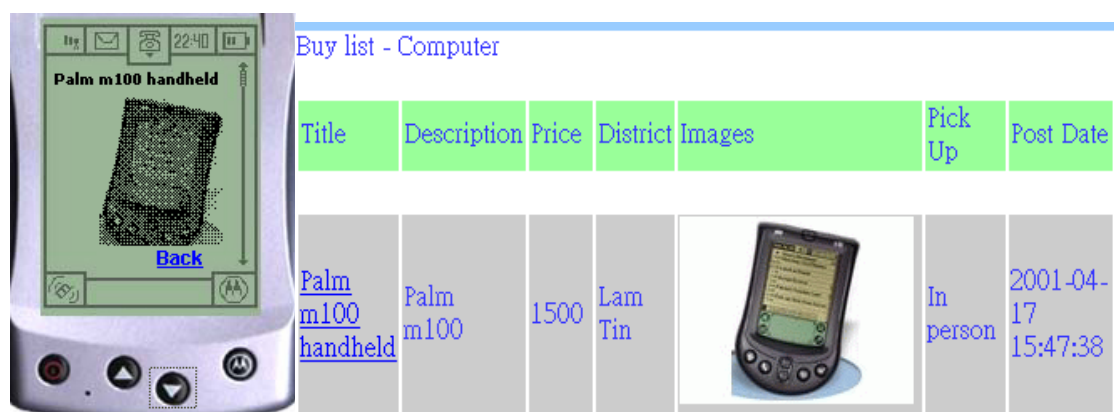 22:40
Palm m100 handheld
Back
Buy list - Computer
Title Description Price District Images Pick Up Post Date
Palm m100 handheld Palm m100 1500 Lam Tin In person 2001-04-17 15:47:38